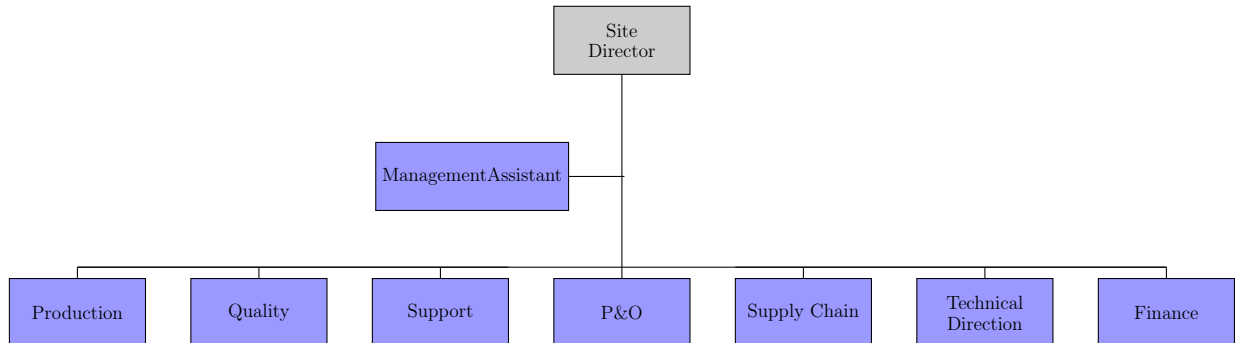 Site
Director
ManagementAssistant
Production
Quality
Support
P&O
Supply Chain
Technical
Direction
Finance